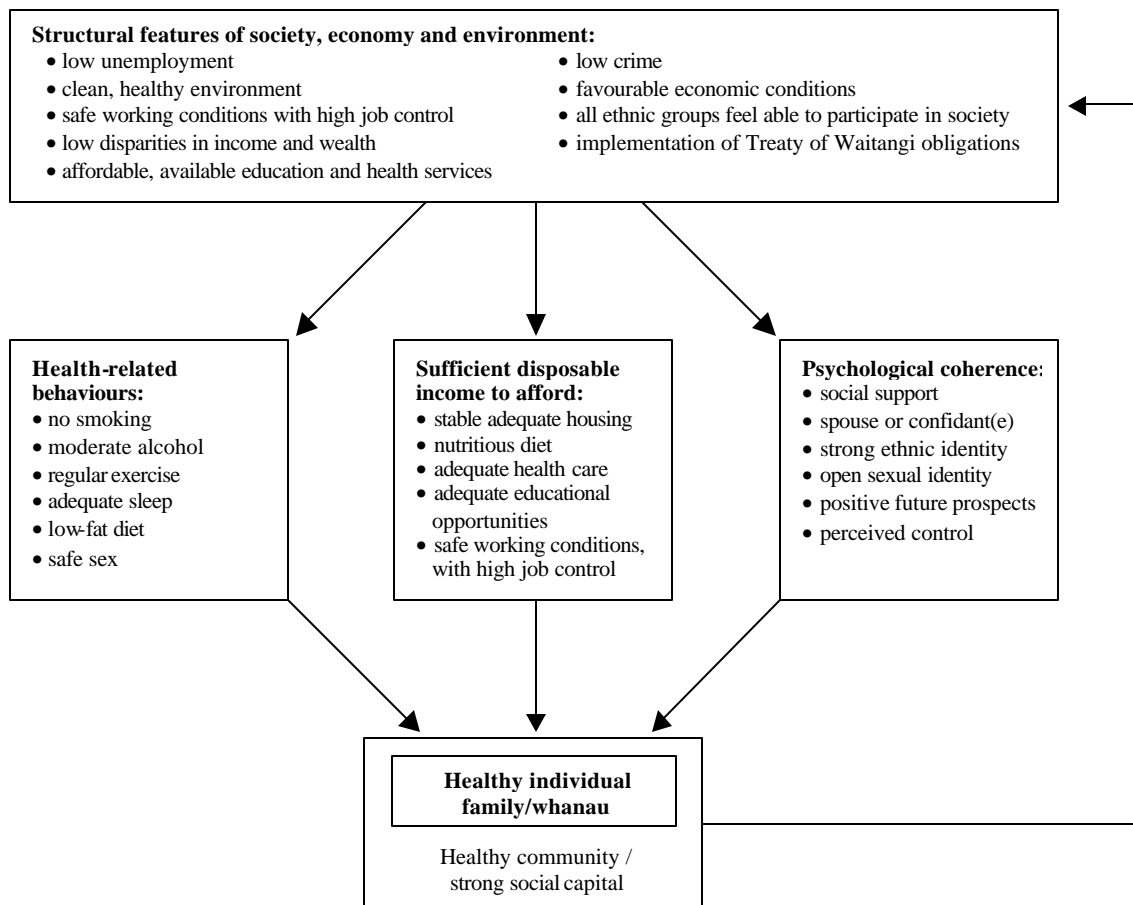 Structural features of society, economy and environment:
• low unemployment
• clean, healthy environment
• safe working conditions with high job control
• low disparities in income and wealth
• affordable, available education and health services
• low crime
• favourable economic conditions
• all ethnic groups feel able to participate in society
• implementation of Treaty of Waitangi obligations
Health-related
behaviours:
• no smoking
• moderate alcohol
• regular exercise
• adequate sleep
• low-fat diet
• safe sex
Sufficient disposable
income to afford:
• stable adequate housing
• nutritious diet
• adequate health care
• adequate educational
opportunities
• safe working conditions,
with high job control
Psychological coherence:
• social support
• spouse or confidant(e)
• strong ethnic identity
• open sexual identity
• positive future prospects
• perceived control
Healthy individual
family/whanau
Healthy community /
strong social capital